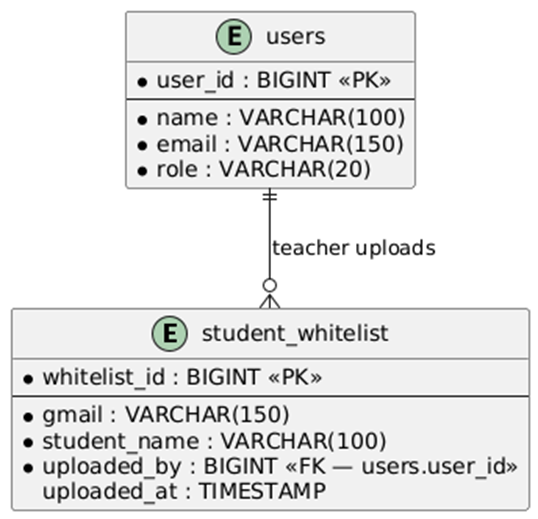 E users
user_id : BIGINT «PK»
name : VARCHAR(100)
email : VARCHAR(150)
role : VARCHAR(20)
teacher uploads
E student_whitelist
whitelist_id : BIGINT «PK»
gmail : VARCHAR(150)
student_name : VARCHAR(100)
uploaded_by : BIGINT «FK — users.user_id»
uploaded_at : TIMESTAMP